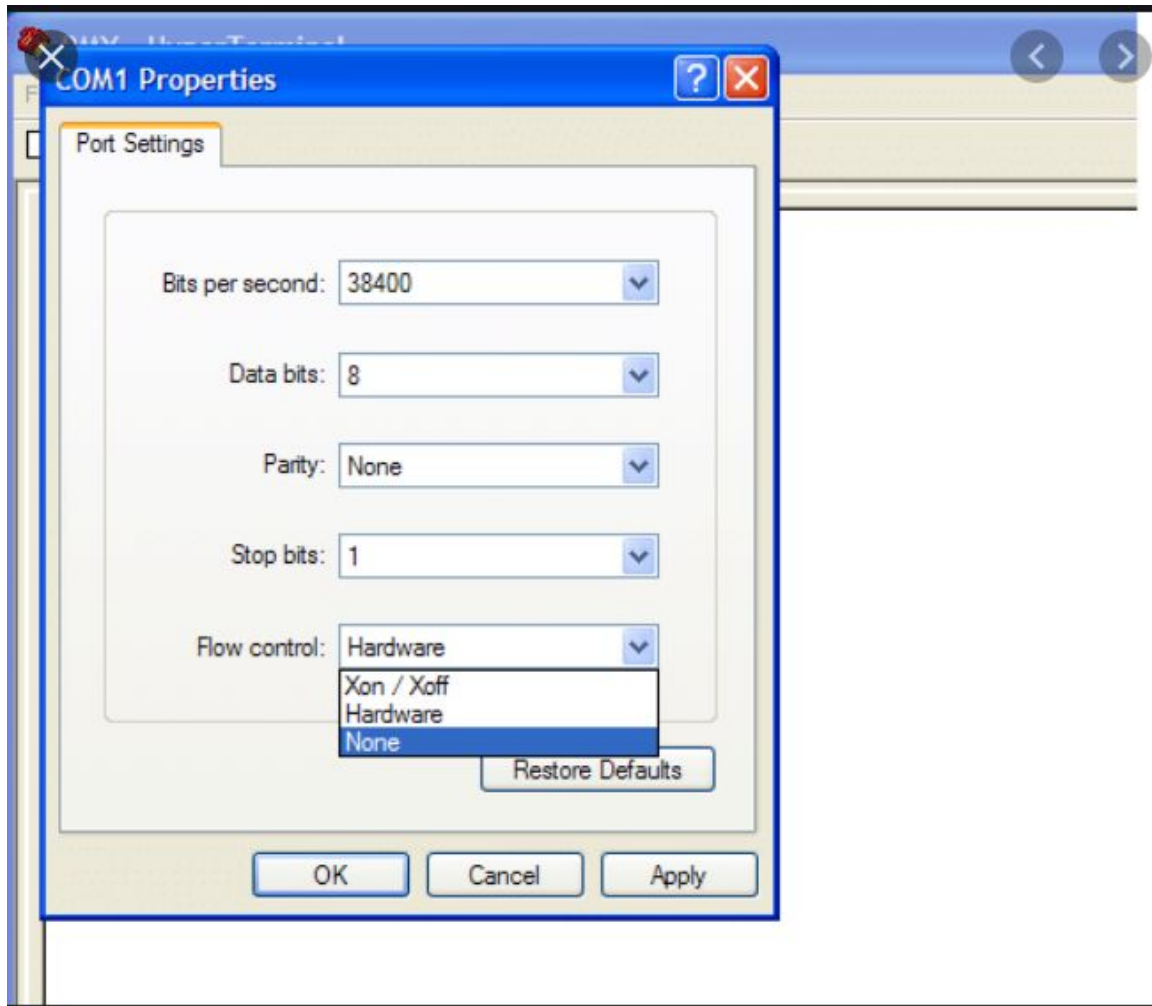 HyperTerminal
COM1 Properties
F
Port Settings
Bits per second: 38400
Data bits: 8
Parity: None
Stop bits: 1
Flow control: Hardware
Xon / Xoff
Hardware
None
Restore Defaults
OK Cancel Apply